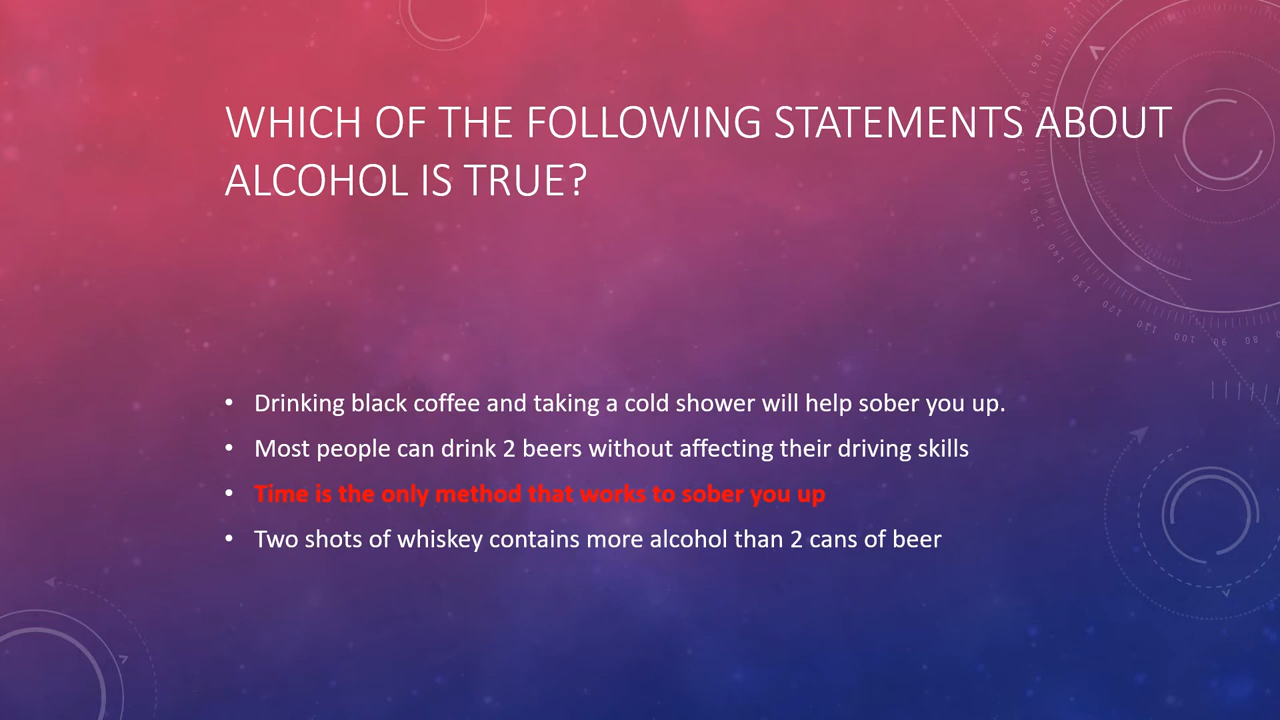 WHICH OF THE FOLLOWING STATEMENTS ABOUT
ALCOHOL IS TRUE?
• Drinking black coffee and taking a cold shower will help sober you up.
• Most people can drink 2 beers without affecting their driving skills
• Time is the only method that works to sober you up
• Two shots of whiskey contains more alcohol than 2 cans of beer